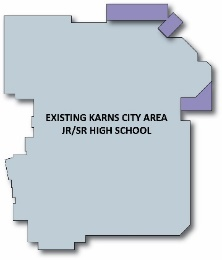 EXISTING KARNS CITY AREA
JR/SR HIGH SCHOOL